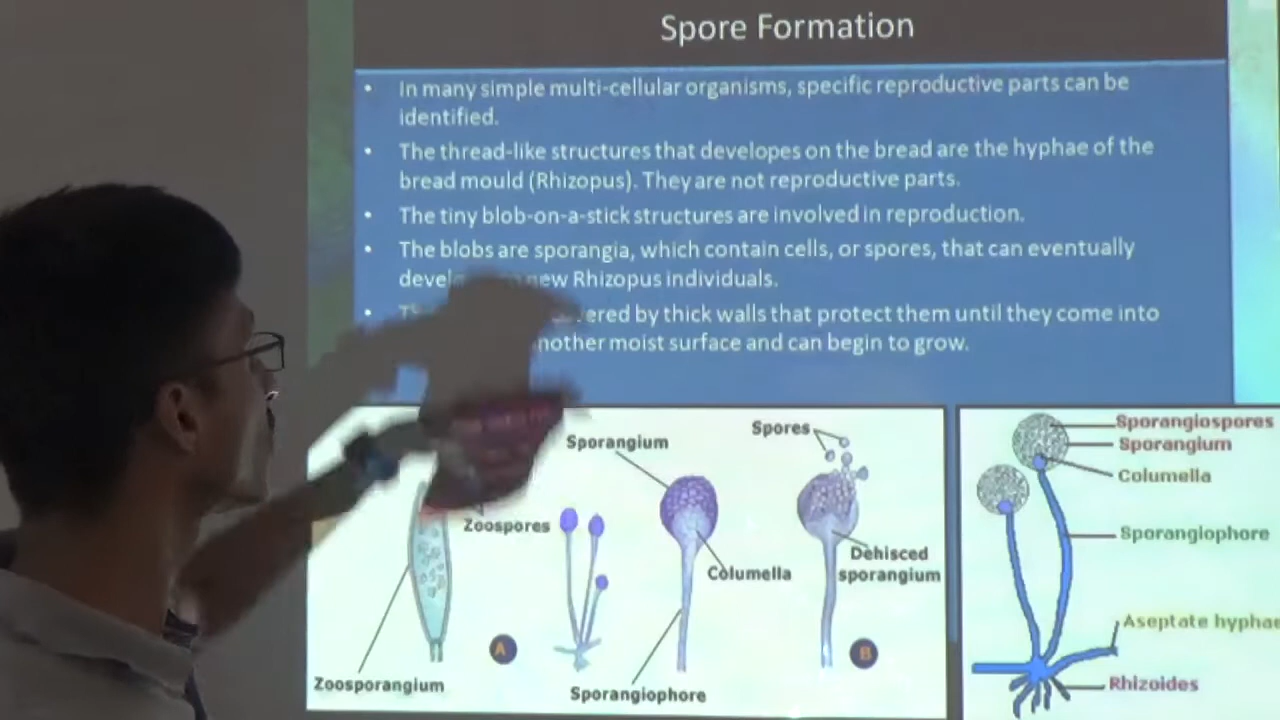 Spore Formation
• In many simple multi-cellular organisms, specific reproductive parts can be
identified.
• The thread-like structures that developes on the bread are the hyphae of the
bread mould (Rhizopus). They are not reproductive parts.
• The tiny blob-on-a-stick structures are involved in reproduction.
• The blobs are sporangia, which contain cells, or spores, that can eventually
new Rhizopus individuals.
• by thick walls that protect them until they come into
moist surface and can begin to grow.
Sporangium
Spores
Zoospores
Columella
Dehisced
sporangium
A
B
Zoosporangium
Sporangiophore
Sporangiospores
Sporangium
Columella
Sporangiophore
Aseptate hyphae
Rhizoides